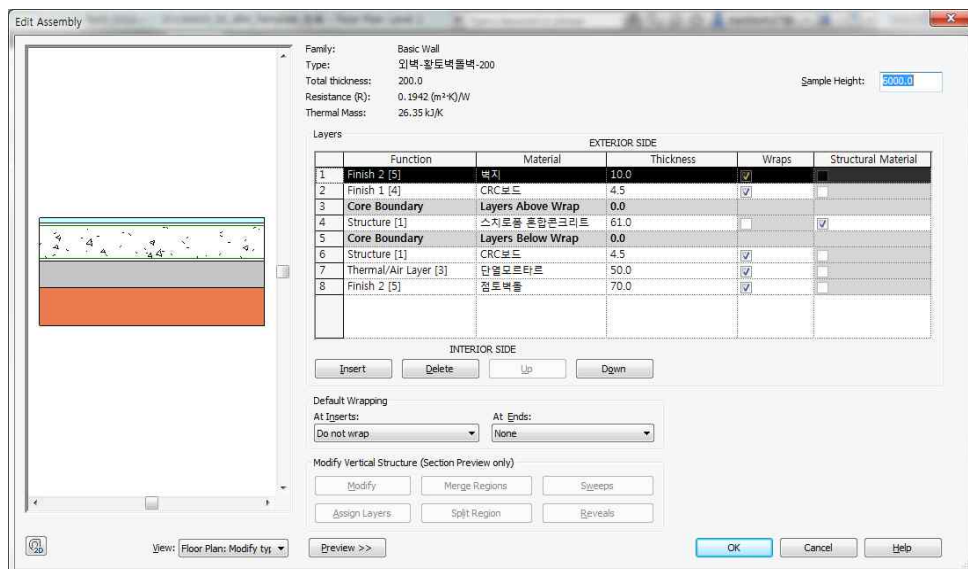 Edit Assembly
Family: Basic Wall
Type: 외벽-황토벽돌벽-200
Total thickness: 200.0
Resistance (R): 0.1942 (m²·K)/W
Thermal Mass: 26.35 kJ/K
Sample Height: 6000.0
Layers
EXTERIOR SIDE
Function Material Thickness Wraps Structural Material
1 Finish 2 [5] 벽지 10.0
2 Finish 1 [4] CRC보드 4.5
3 Core Boundary Layers Above Wrap 0.0
4 Structure [1] 스치로폼 혼합콘크리트 61.0
5 Core Boundary Layers Below Wrap 0.0
6 Structure [1] CRC보드 4.5
7 Thermal/Air Layer [3] 단열모르타르 50.0
8 Finish 2 [5] 점토벽돌 70.0
INTERIOR SIDE
Insert Delete Up Down
Default Wrapping
At Inserts: At Ends:
Do not wrap None
Modify Vertical Structure (Section Preview only)
Modify Merge Regions Sweeps
Assign Layers Split Region Reveals
2D View: Floor Plan: Modify typ Preview >> OK Cancel Help